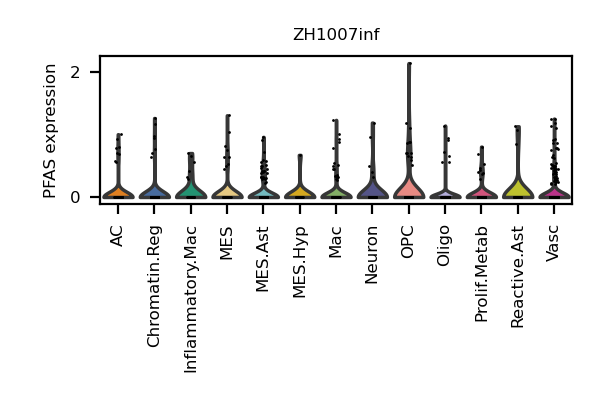 ZH1007inf
PFAS expression
2
0
AC
Chromatin.Reg
Inflammatory.Mac
MES
MES.Ast
MES.Hyp
Mac
Neuron
OPC
Oligo
Prolif.Metab
Reactive.Ast
Vasc